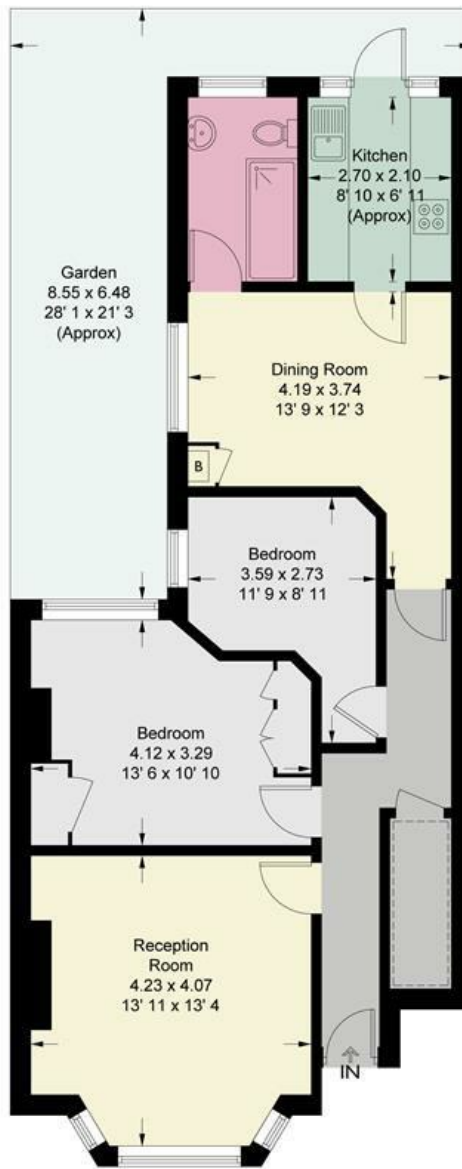 Kitchen
2.70 x 2.10
8' 10 x 6' 11
(Approx)
Garden
8.55 x 6.48
28' 1 x 21' 3
(Approx)
Dining Room
4.19 x 3.74
13' 9 x 12' 3
B
Bedroom
3.59 x 2.73
11' 9 x 8' 11
Bedroom
4.12 x 3.29
13' 6 x 10' 10
Reception
Room
4.23 x 4.07
13' 11 x 13' 4
IN